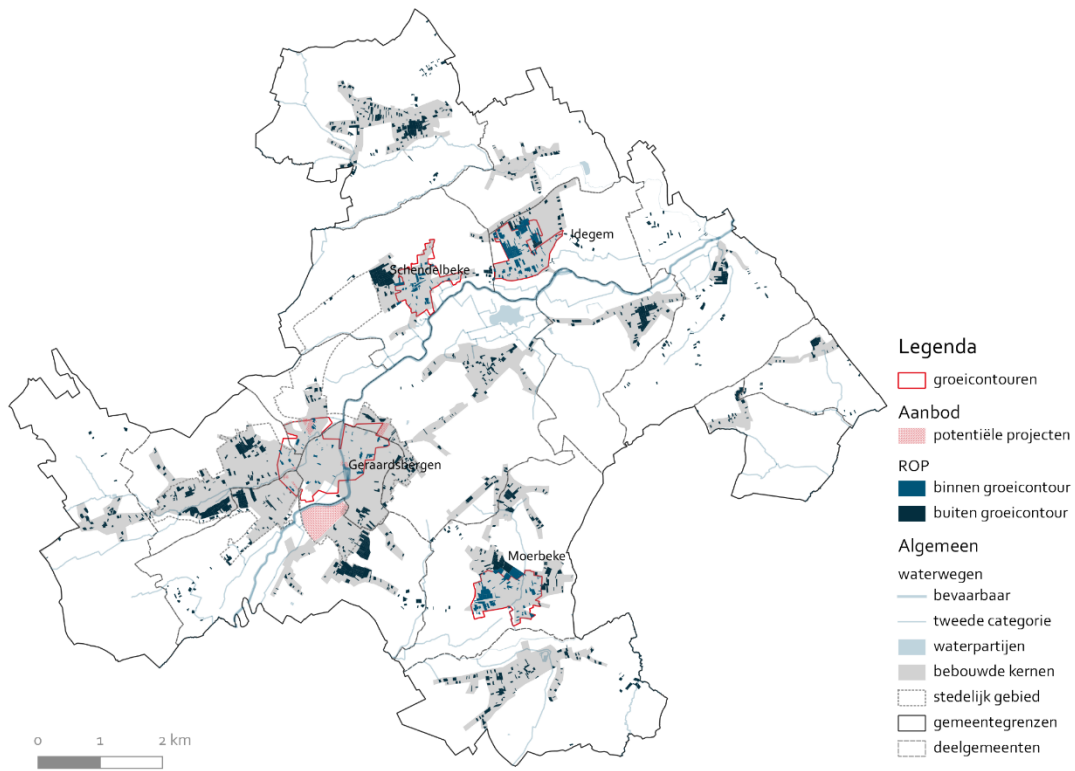 Idegem
Schendelbeke
Geraardsbergen
Moerbeke
Legenda
groeicontouren
Aanbod
potentiële projecten
ROP
binnen groeicontour
buiten groeicontour
Algemeen
waterwegen
bevaarbaar
tweede categorie
waterpartijen
bebouwde kernen
stedelijk gebied
gemeentegrenzen
deelgemeenten
0 1 2 km